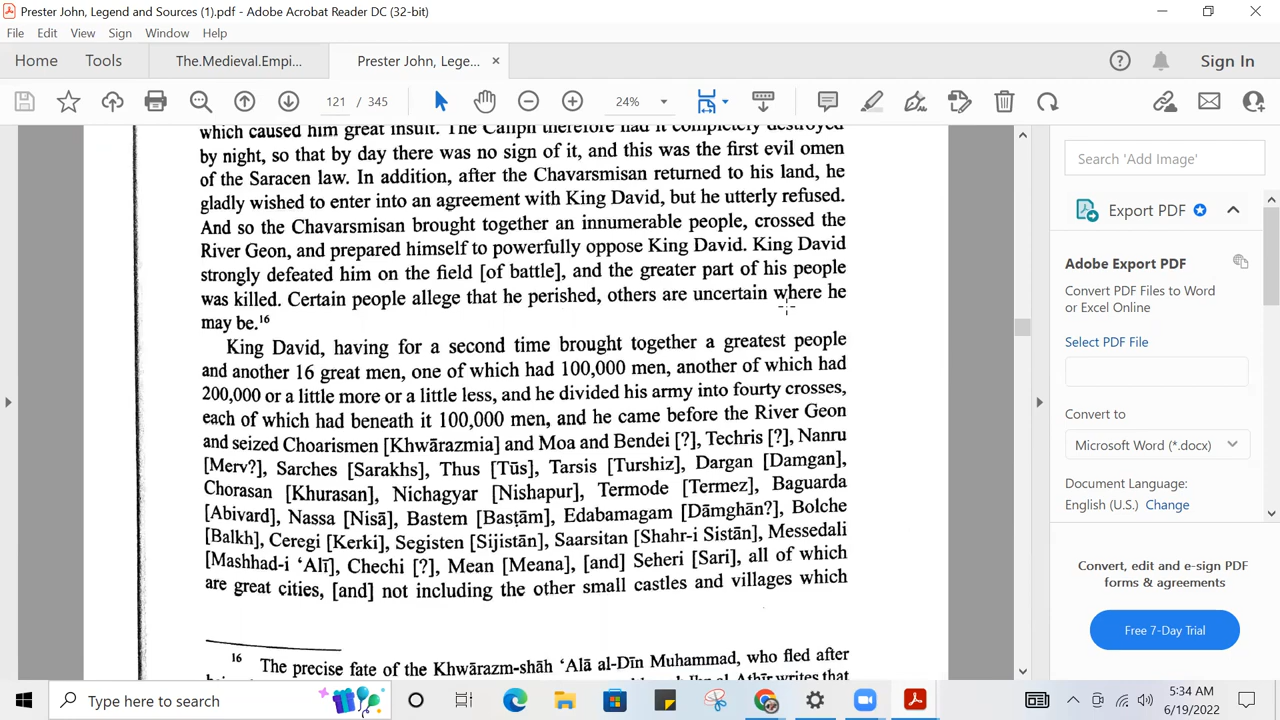 Prester John, Legend and Sources (1).pdf - Adobe Acrobat Reader DC (32-bit)
File Edit View Sign Window Help
Home Tools The.Medieval.Empi... Prester John, Lege... × Sign In
121 / 345 24%
which caused him great insult. The Caliph therefore had it completely destroyed
by night, so that by day there was no sign of it, and this was the first evil omen
of the Saracen law. In addition, after the Chavarsmisan returned to his land, he
gladly wished to enter into an agreement with King David, but he utterly refused.
And so the Chavarsmisan brought together an innumerable people, crossed the
River Geon, and prepared himself to powerfully oppose King David. King David
strongly defeated him on the field [of battle], and the greater part of his people
was killed. Certain people allege that he perished, others are uncertain where he
may be.16
King David, having for a second time brought together a greatest people
and another 16 great men, one of which had 100,000 men, another of which had
200,000 or a little more or a little less, and he divided his army into fourty crosses,
each of which had beneath it 100,000 men, and he came before the River Geon
and seized Choarismen [Khwārazmia] and Moa and Bendei [?], Techris [?], Nanru
[Merv?], Sarches [Sarakhs], Thus [Tūs], Tarsis [Turshiz], Dargan [Damgan],
Chorasan [Khurasan], Nichagyar [Nishapur], Termode [Termez], Baguarda
[Abivard], Nassa [Nisā], Bastem [Basṭām], Edabamagam [Dāmghān?], Bolche
[Balkh], Ceregi [Kerki], Segisten [Sijistān], Saarsitan [Shahr-i Sistān], Messedali
[Mashhad-i ʻAlī], Chechi [?], Mean [Meana], [and] Seheri [Sari], all of which
are great cities, [and] not including the other small castles and villages which
16 The precise fate of the Khwārazm-shāh ʻAlā al-Dīn Muhammad, who fled after
Search 'Add Image'
Export PDF
Adobe Export PDF
Convert PDF Files to Word
or Excel Online
Select PDF File
Convert to
Microsoft Word (*.docx)
Document Language:
English (U.S.) Change
Convert, edit and e-sign PDF
forms & agreements
Free 7-Day Trial
Type here to search
5:34 AM
6/19/2022